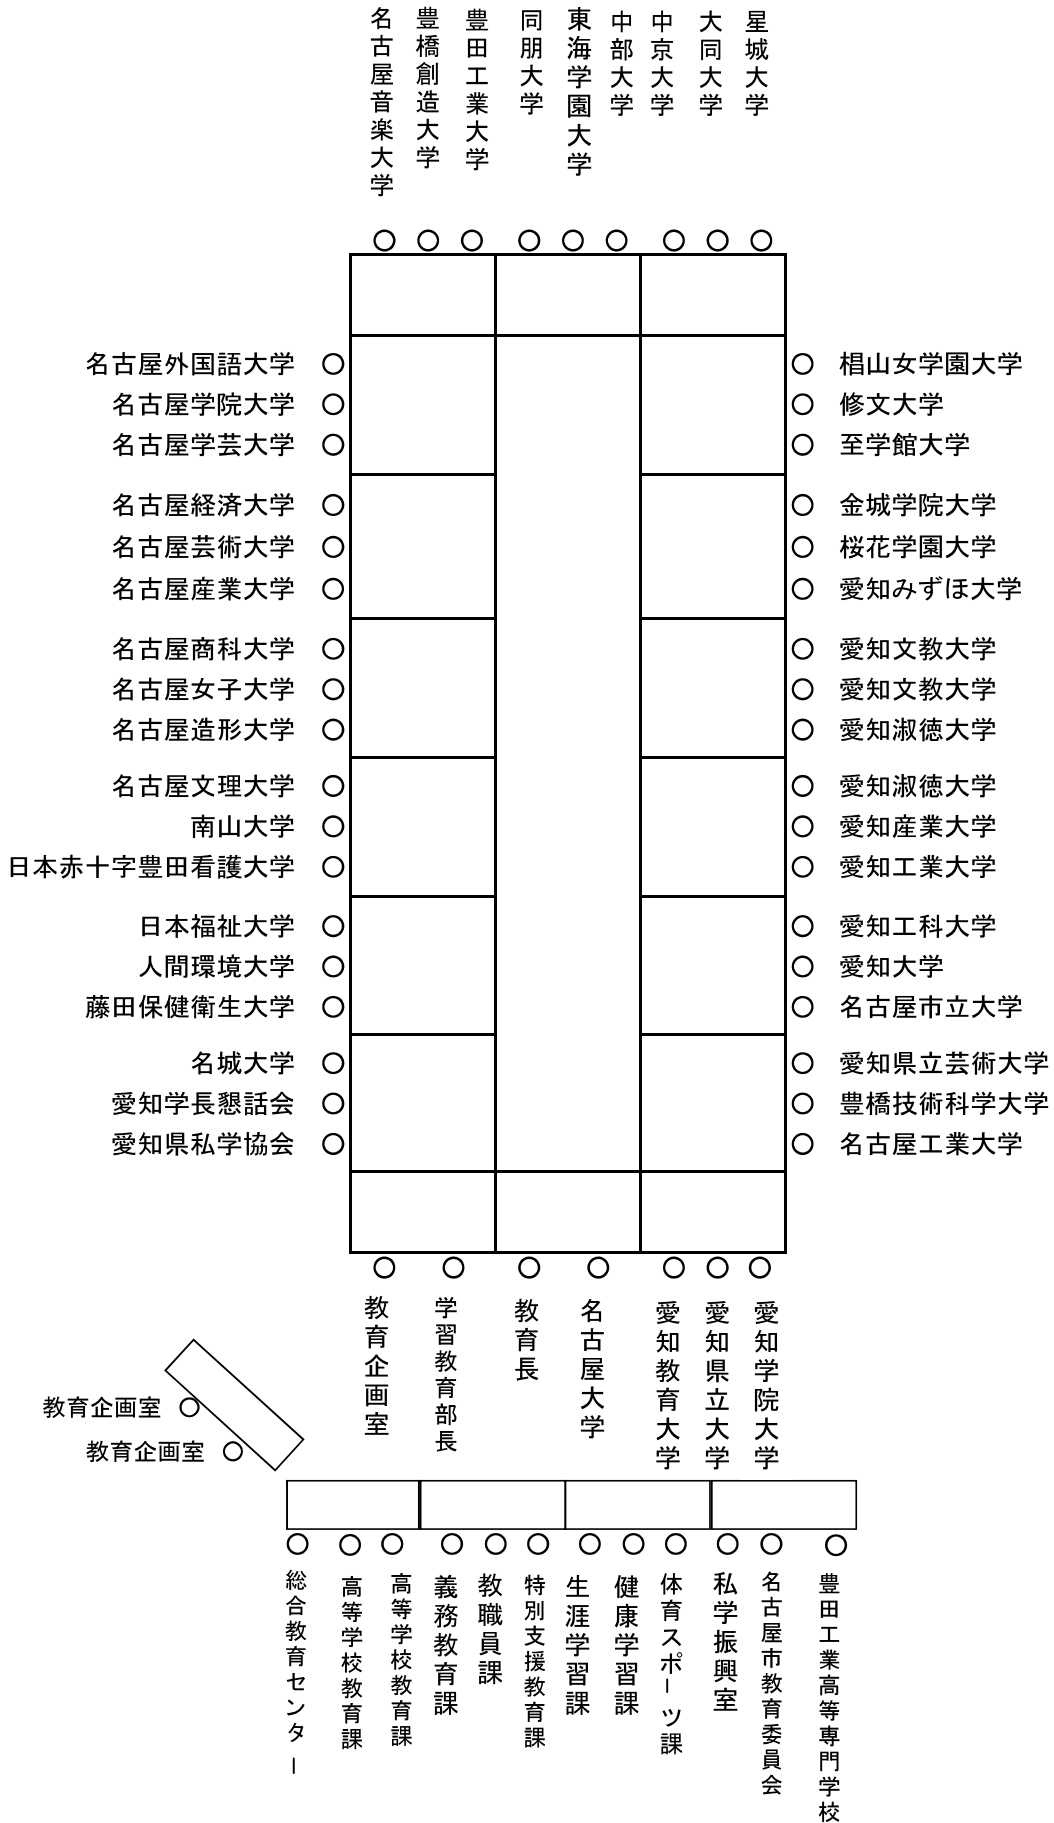 名古屋音楽大学
豊橋創造大学
豊田工業大学
同朋大学
東海学園大学
中部大学
中京大学
大同大学
星城大学
名古屋外国語大学
名古屋学院大学
名古屋学芸大学
名古屋経済大学
名古屋芸術大学
名古屋産業大学
名古屋商科大学
名古屋女子大学
名古屋造形大学
名古屋文理大学
南山大学
日本赤十字豊田看護大学
日本福祉大学
人間環境大学
藤田保健衛生大学
名城大学
愛知学長懇話会
愛知県私学協会
椙山女学園大学
修文大学
至学館大学
金城学院大学
桜花学園大学
愛知みずほ大学
愛知文教大学
愛知文教大学
愛知淑徳大学
愛知淑徳大学
愛知産業大学
愛知工業大学
愛知工科大学
愛知大学
名古屋市立大学
愛知県立芸術大学
豊橋技術科学大学
名古屋工業大学
教育企画室
学習教育部長
教育長
名古屋大学
愛知教育大学
愛知県立大学
愛知学院大学
教育企画室
教育企画室
総合教育センター
高等学校教育課
高等学校教育課
義務教育課
教職員課
特別支援教育課
生涯学習課
健康学習課
体育スポーツ課
私学振興室
名古屋市教育委員会
豊田工業高等専門学校